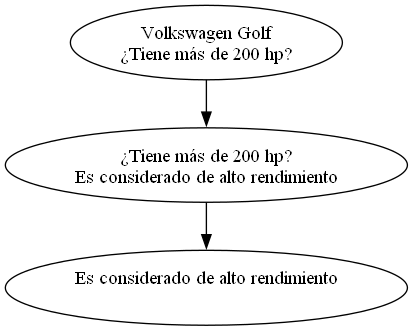 Volkswagen Golf
¿Tiene más de 200 hp?
¿Tiene más de 200 hp?
Es considerado de alto rendimiento
Es considerado de alto rendimiento